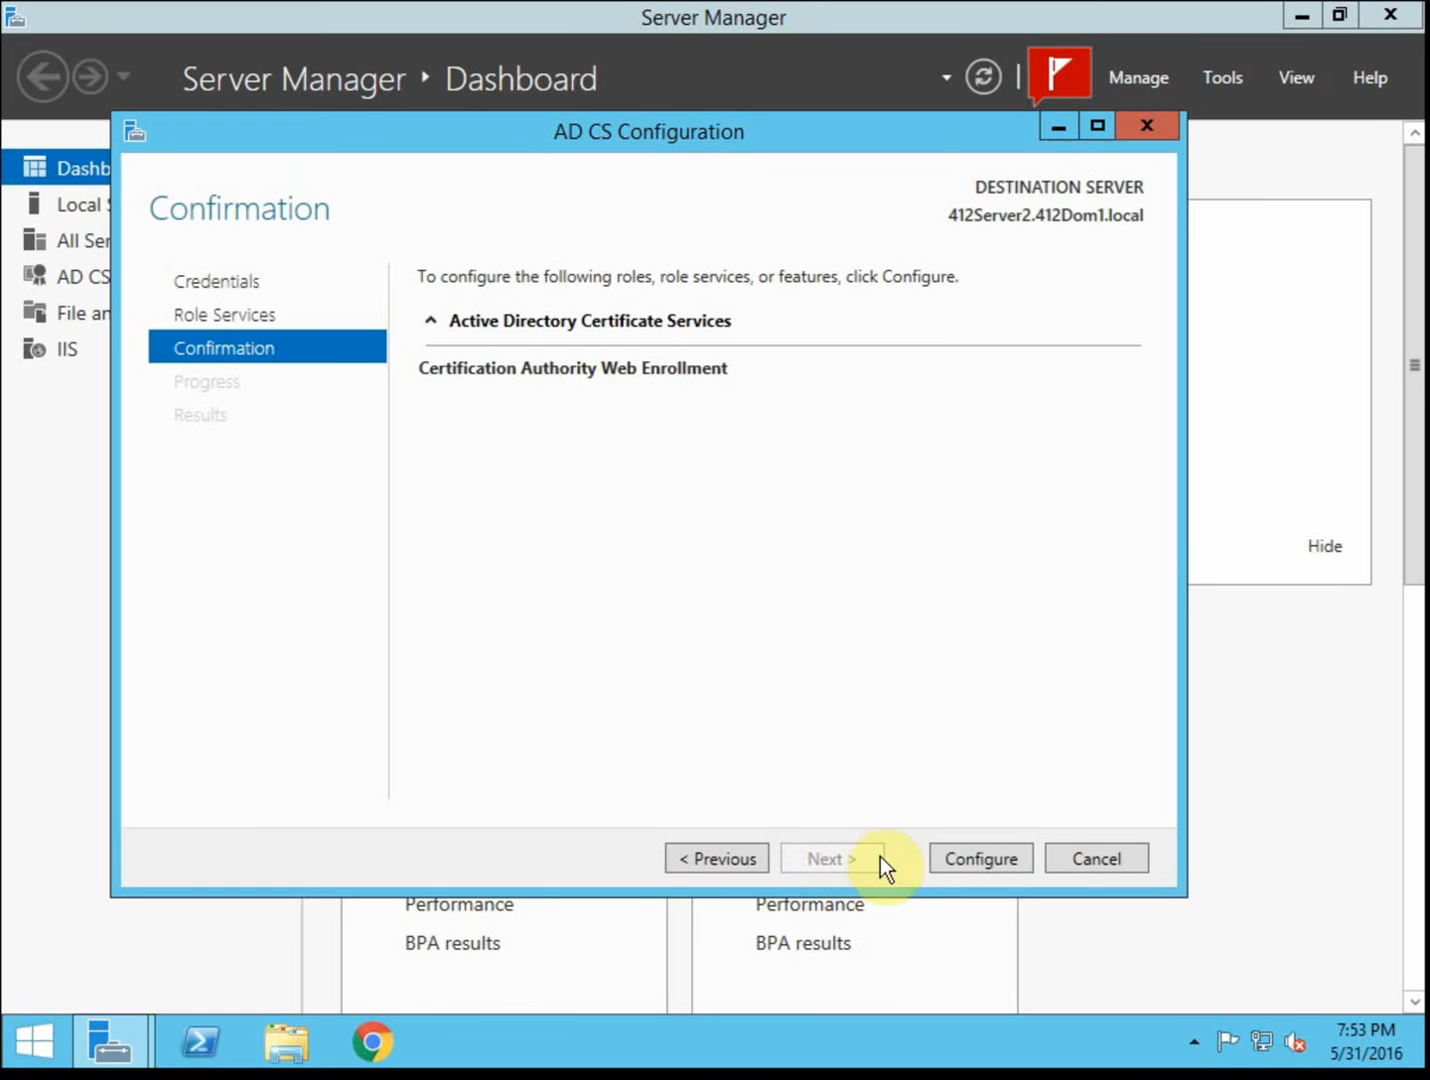 Server Manager
Server Manager ‣ Dashboard
Manage
Tools
View
Help
AD CS Configuration
Dashb
Local
All Ser
AD CS
File an
IIS
Confirmation
DESTINATION SERVER
412Server2.412Dom1.local
Credentials
Role Services
Confirmation
Progress
Results
To configure the following roles, role services, or features, click Configure.
Active Directory Certificate Services
Certification Authority Web Enrollment
Hide
< Previous
Next >
Configure
Cancel
Performance
BPA results
Performance
BPA results
7:53 PM
5/31/2016